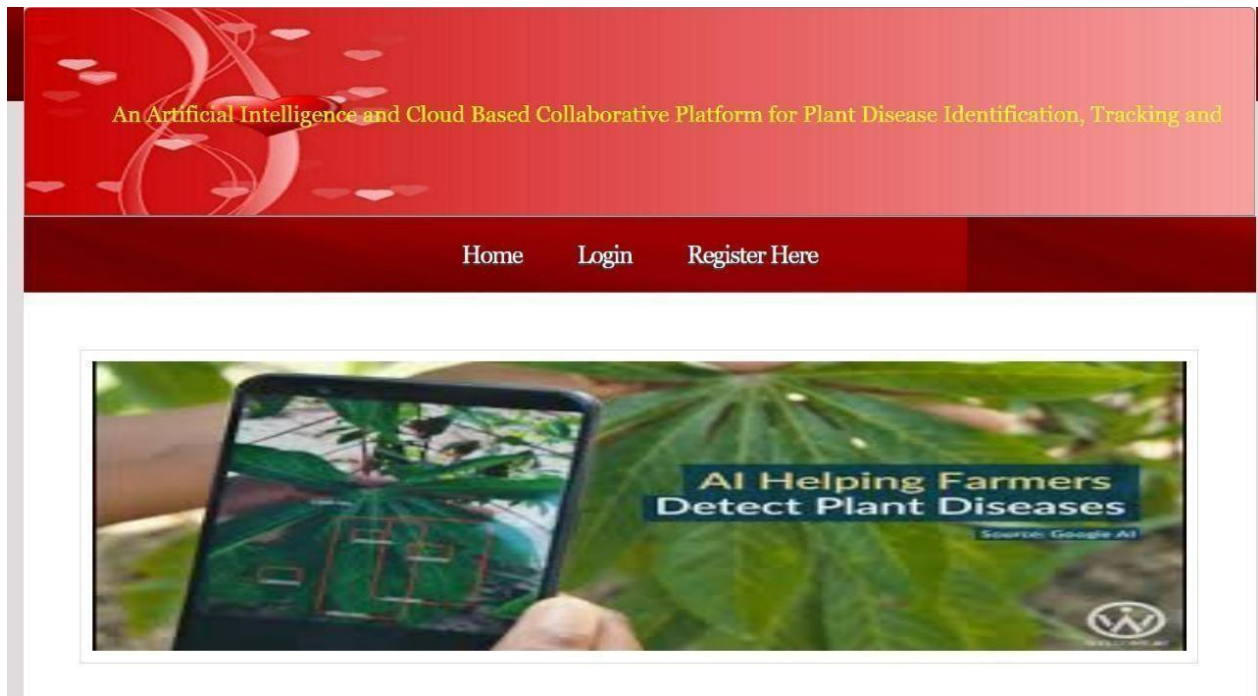 An Artificial Intelligence and Cloud Based Collaborative Platform for Plant Disease Identification, Tracking and
Home Login Register Here
AI Helping Farmers
Detect Plant Diseases
Source: Google AI